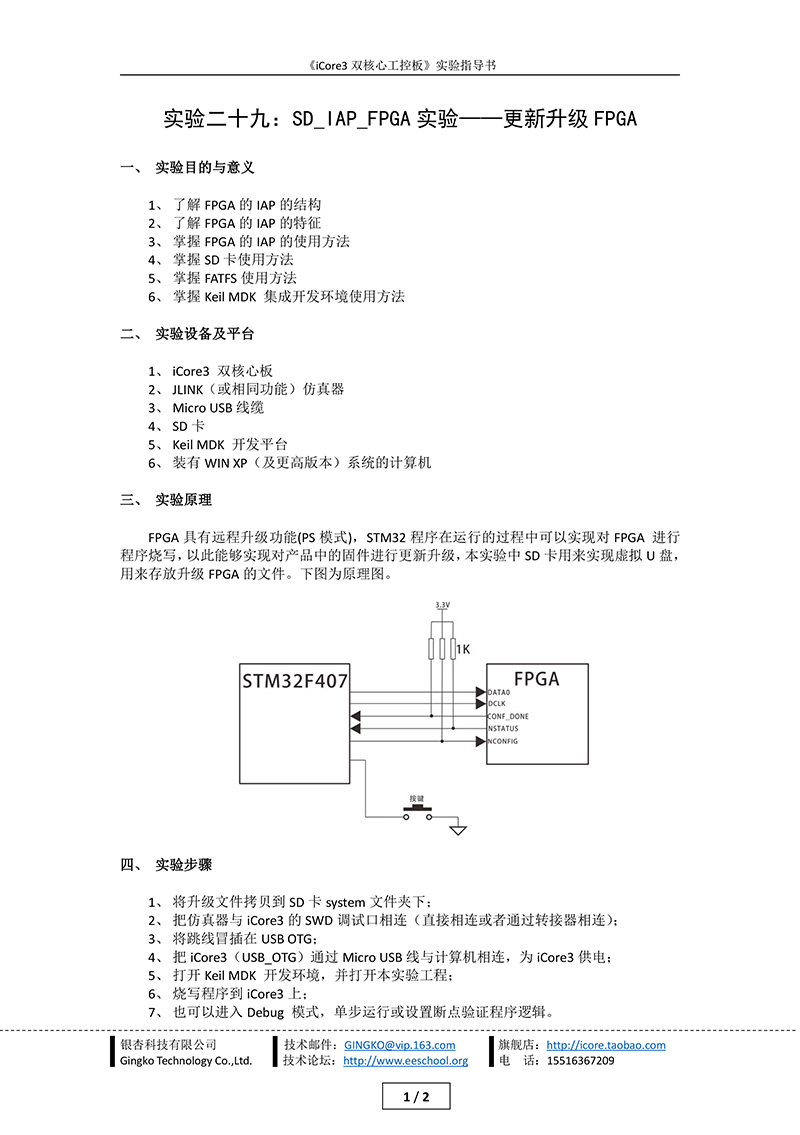 《iCore3 双核心工控板》实验指导书
实验二十九：SD_IAP_FPGA 实验——更新升级 FPGA
一、 实验目的与意义
1、 了解 FPGA 的 IAP 的结构
2、 了解 FPGA 的 IAP 的特征
3、 掌握 FPGA 的 IAP 的使用方法
4、 掌握 SD 卡使用方法
5、 掌握 FATFS 使用方法
6、 掌握 Keil MDK 集成开发环境使用方法
二、 实验设备及平台
1、 iCore3 双核心板
2、 JLINK（或相同功能）仿真器
3、 Micro USB 线缆
4、 SD 卡
5、 Keil MDK 开发平台
6、 装有 WIN XP（及更高版本）系统的计算机
三、 实验原理
FPGA 具有远程升级功能(PS 模式)，STM32 程序在运行的过程中可以实现对 FPGA 进行
程序烧写，以此能够实现对产品中的固件进行更新升级，本实验中 SD 卡用来实现虚拟 U 盘，
用来存放升级 FPGA 的文件。下图为原理图。
3.3V
1K
STM32F407
FPGA
DATA0
DCLK
CONF_DONE
NSTATUS
NCONFIG
按键
四、 实验步骤
1、 将升级文件拷贝到 SD 卡 system 文件夹下；
2、 把仿真器与 iCore3 的 SWD 调试口相连（直接相连或者通过转接器相连）；
3、 将跳线冒插在 USB OTG；
4、 把 iCore3（USB_OTG）通过 Micro USB 线与计算机相连，为 iCore3 供电；
5、 打开 Keil MDK 开发环境，并打开本实验工程；
6、 烧写程序到 iCore3 上；
7、 也可以进入 Debug 模式，单步运行或设置断点验证程序逻辑。
银杏科技有限公司
Gingko Technology Co.,Ltd.
技术邮件：GINGKO@vip.163.com
技术论坛：http://www.eeschool.org
旗舰店：http://icore.taobao.com
电 话：15516367209
1 / 2